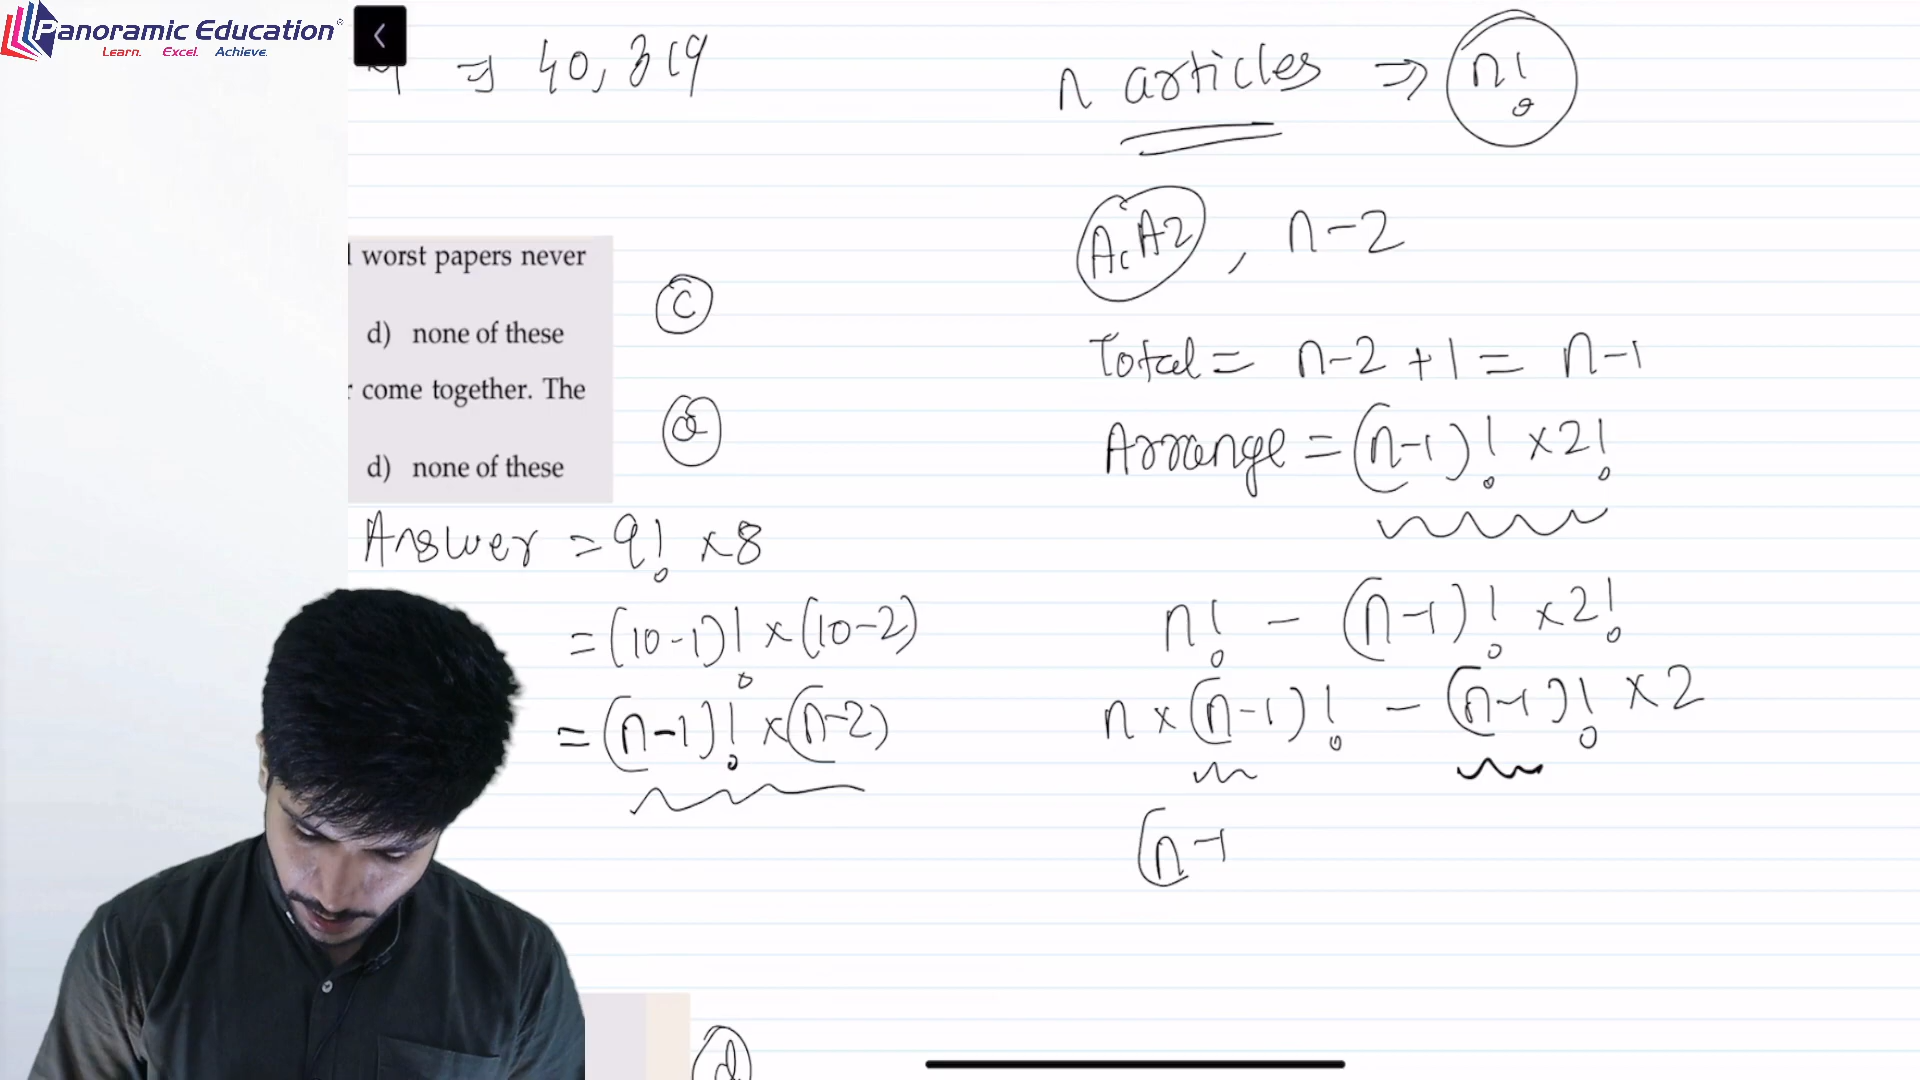 Panoramic Education®
Learn. Excel. Achieve.
⇒ 40,319
worst papers never
d) none of these
come together. The
d) none of these
C
Answer = 9! × 8
= (10-1)! × (10-2)
= (n-1)! × (n-2)
d
n articles ⇒ n!
A1 A2, n-2
Total = n-2 +1 = n-1
Arrange = (n-1)! × 2!
n! - (n-1)! × 2!
n × (n-1)! - (n-1)! × 2
(n-1